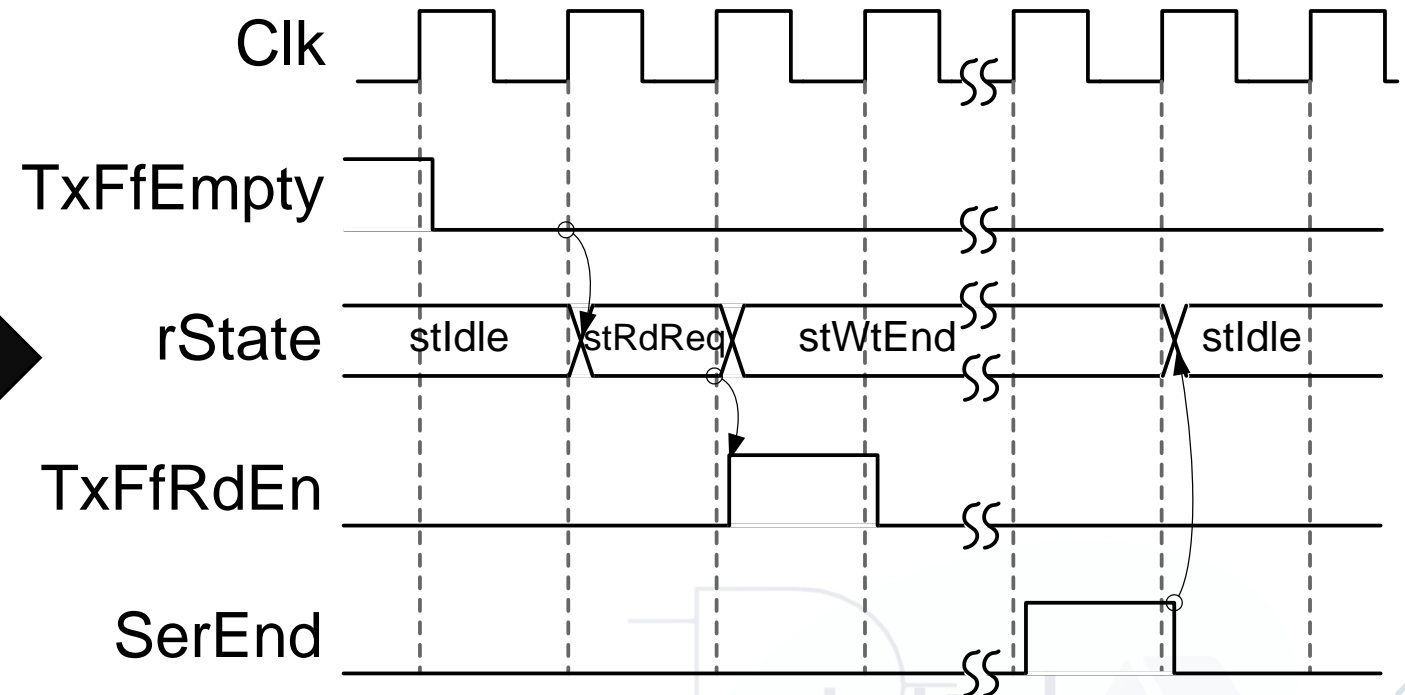 Clk
TxFfEmpty
rState
stIdle stRdReq stWtEnd stIdle
TxFfRdEn
SerEnd